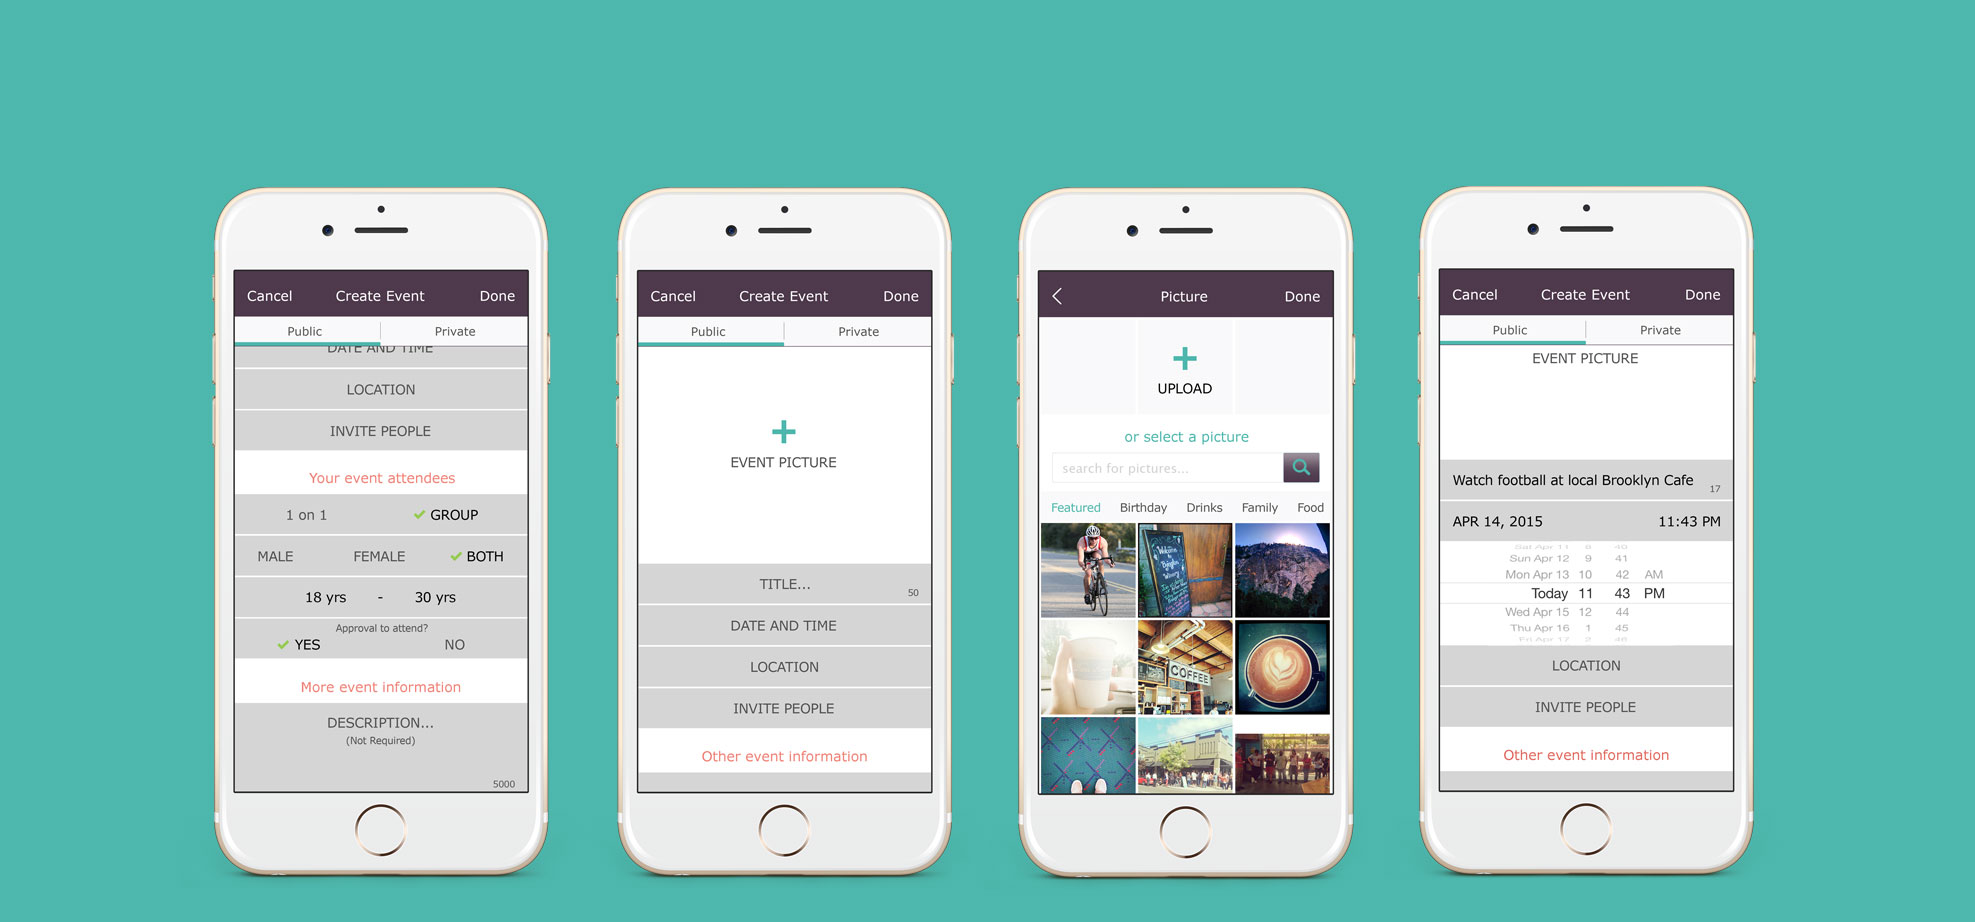 Cancel Create Event Done
Public Private
DATE AND TIME
LOCATION
INVITE PEOPLE
Your event attendees
1 on 1 GROUP
MALE FEMALE BOTH
18 yrs - 30 yrs
Approval to attend?
YES NO
More event information
DESCRIPTION...
(Not Required)
5000
Cancel Create Event Done
Public Private
EVENT PICTURE
TITLE...
50
DATE AND TIME
LOCATION
INVITE PEOPLE
Other event information
Picture Done
UPLOAD
or select a picture
search for pictures...
Featured Birthday Drinks Family Food
Welcome
COFFEE
Cancel Create Event Done
Public Private
EVENT PICTURE
Watch football at local Brooklyn Cafe
17
APR 14, 2015 11:43 PM
Sat Apr 11 8 40
Sun Apr 12 9 41
Mon Apr 13 10 42 AM
Today 11 43 PM
Wed Apr 15 12 44
Thu Apr 16 1 45
Fri Apr 17 2 46
LOCATION
INVITE PEOPLE
Other event information